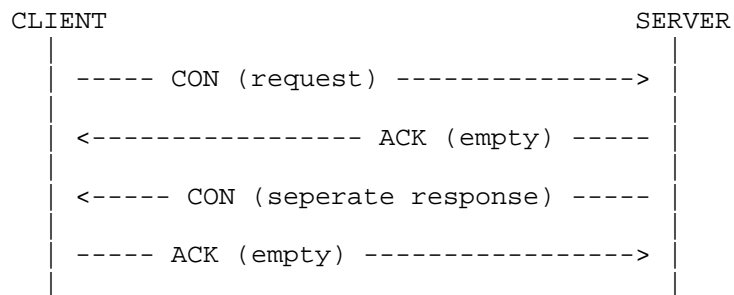 CLIENT SERVER
----- CON (request) --------------->
<----------------- ACK (empty) -----
<----- CON (seperate response) -----
----- ACK (empty) ----------------->